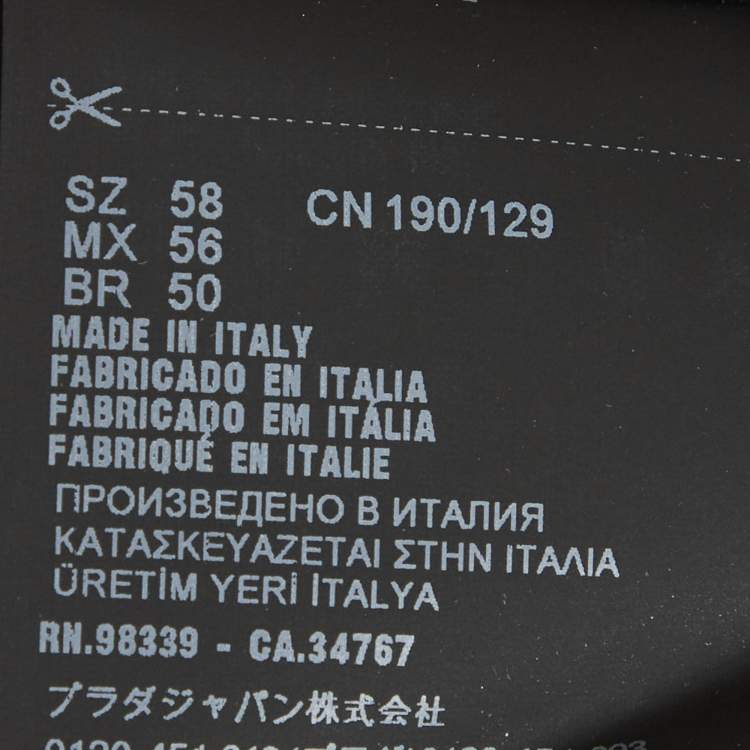 SZ 58 CN 190/129
MX 56
BR 50
MADE IN ITALY
FABRICADO EN ITALIA
FABRICADO EM ITÁLIA
FABRIQUÉ EN ITALIE
ПРОИЗВЕДЕНО В ИТАЛИЯ
ΚΑΤΑΣΚΕΥΑΖΕΤΑΙ ΣΤΗΝ ΙΤΑΛΙΑ
ÜRETİM YERİ İTALYA
RN.98339 - CA.34767
プラダジャパン株式会社